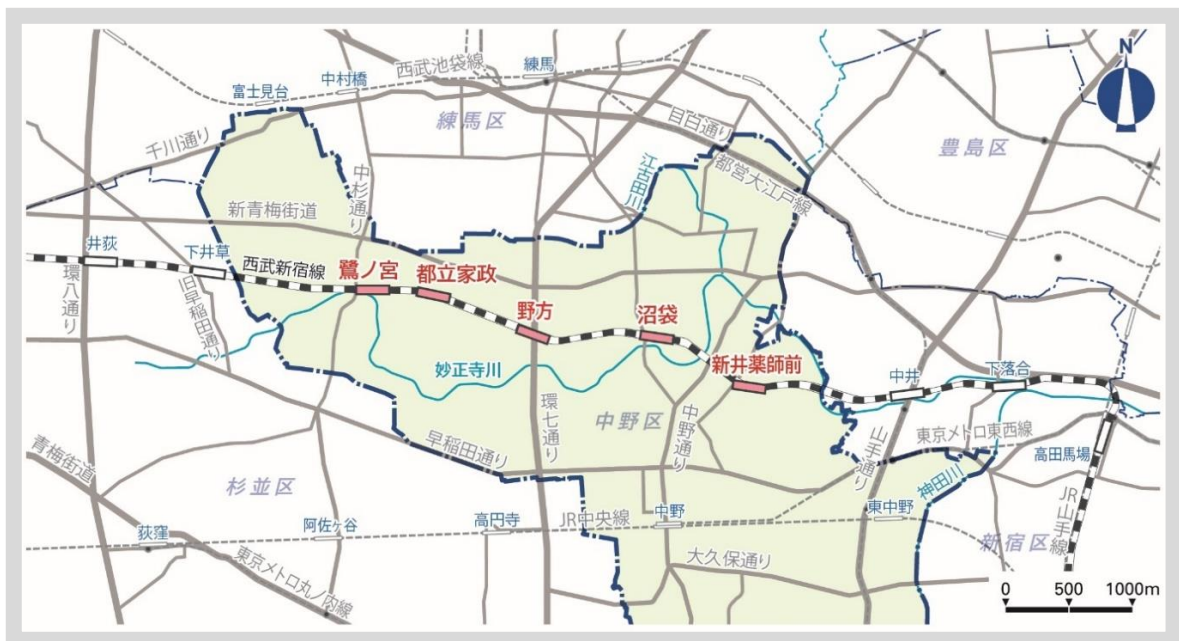 N
西武池袋線
練馬
中村橋
富士見台
練馬区
目白通り
豊島区
千川通り
中杉通り
江古田川
都営大江戸線
新青梅街道
井荻
下井草
西武新宿線
鷺ノ宮
都立家政
野方
沼袋
新井薬師前
中井
下落合
環八通り
旧早稲田通り
妙正寺川
環七通り
中野区
中野通り
山手通り
東京メトロ東西線
高田馬場
早稲田通り
青梅街道
杉並区
神田川
JR山手線
荻窪
阿佐ヶ谷
高円寺
JR中央線
中野
東中野
新宿区
大久保通り
東京メトロ丸ノ内線
0 500 1000m